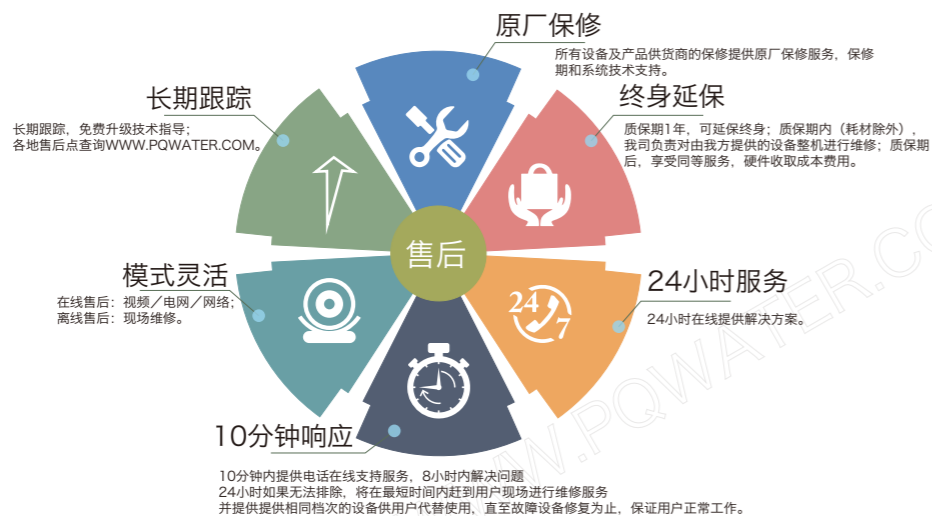 原厂保修
所有设备及产品供货商的保修提供原厂保修服务，保修
期和系统技术支持。
终身延保
质保期1年，可延保终身；质保期内（耗材除外），
我司负责对由我方提供的设备整机进行维修；质保期
后，享受同等服务，硬件收取成本费用。
24小时服务
24小时在线提供解决方案。
10分钟响应
10分钟内提供电话在线支持服务，8小时内解决问题
24小时如果无法排除，将在最短时间内赶到用户现场进行维修服务
并提供提供相同档次的设备供用户代替使用，直至故障设备修复为止，保证用户正常工作。
模式灵活
在线售后：视频／电网／网络；
离线售后：现场维修。
长期跟踪
长期跟踪，免费升级技术指导；
各地售后点查询WWW.PQWATER.COM。
售后
24
7
WW.PQWATER.CO